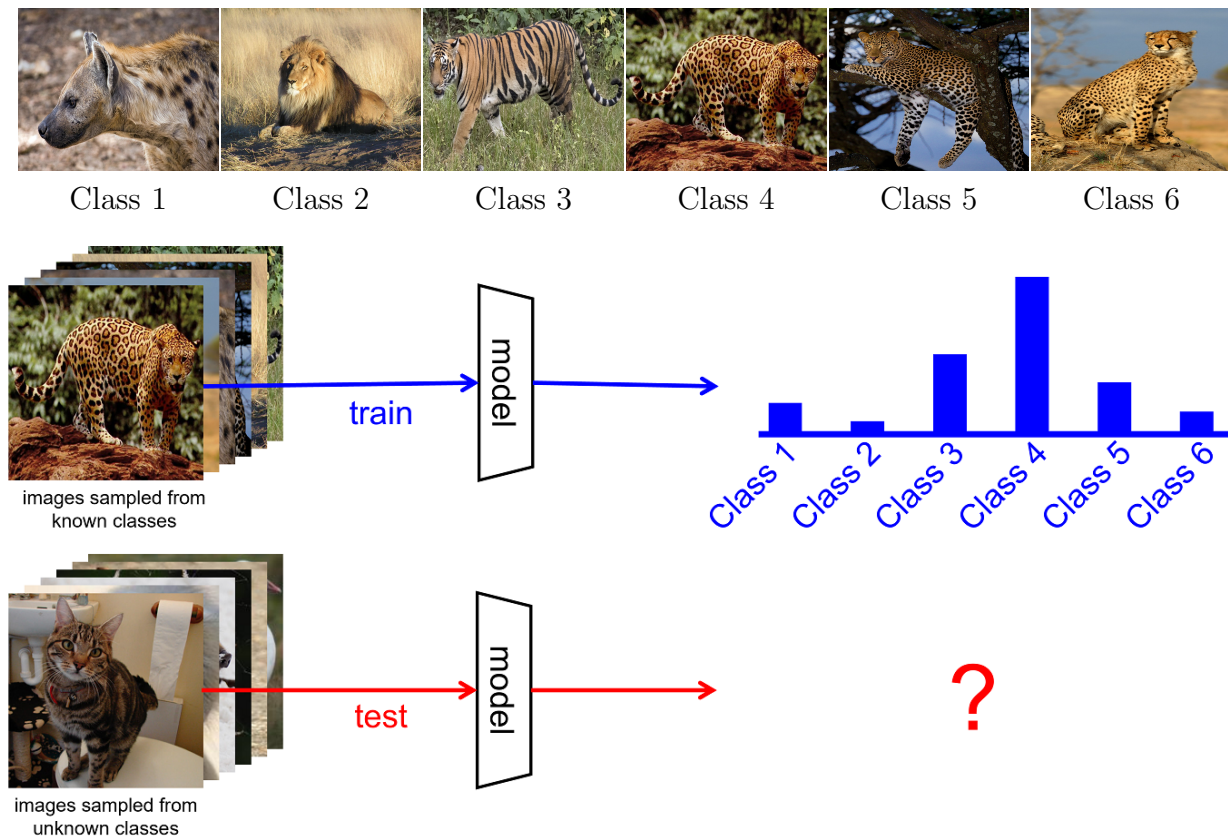 Class 1
Class 2
Class 3
Class 4
Class 5
Class 6
train
model
Class 1
Class 2
Class 3
Class 4
Class 5
Class 6
images sampled from
known classes
test
model
?
images sampled from
unknown classes